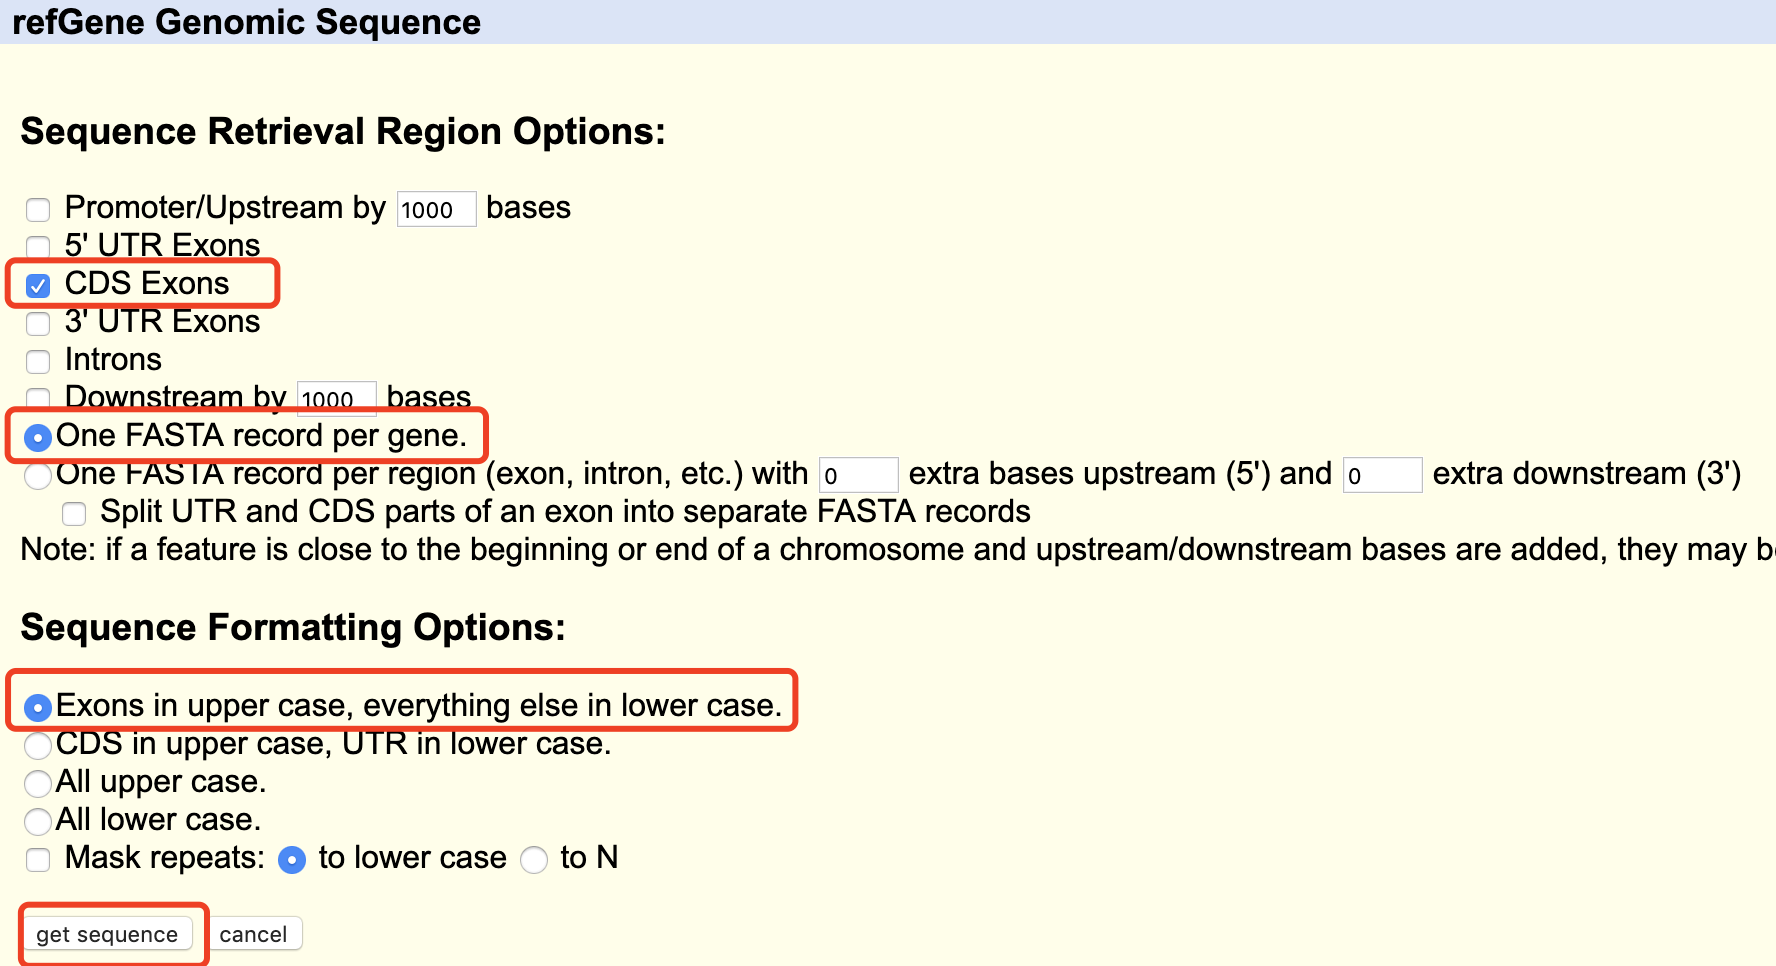 refGene Genomic Sequence
Sequence Retrieval Region Options:
Promoter/Upstream by 1000 bases
5' UTR Exons
CDS Exons
3' UTR Exons
Introns
Downstream by 1000 bases
One FASTA record per gene.
One FASTA record per region (exon, intron, etc.) with 0 extra bases upstream (5') and 0 extra downstream (3')
Split UTR and CDS parts of an exon into separate FASTA records
Note: if a feature is close to the beginning or end of a chromosome and upstream/downstream bases are added, they may
Sequence Formatting Options:
Exons in upper case, everything else in lower case.
CDS in upper case, UTR in lower case.
All upper case.
All lower case.
Mask repeats: to lower case to N
get sequence cancel